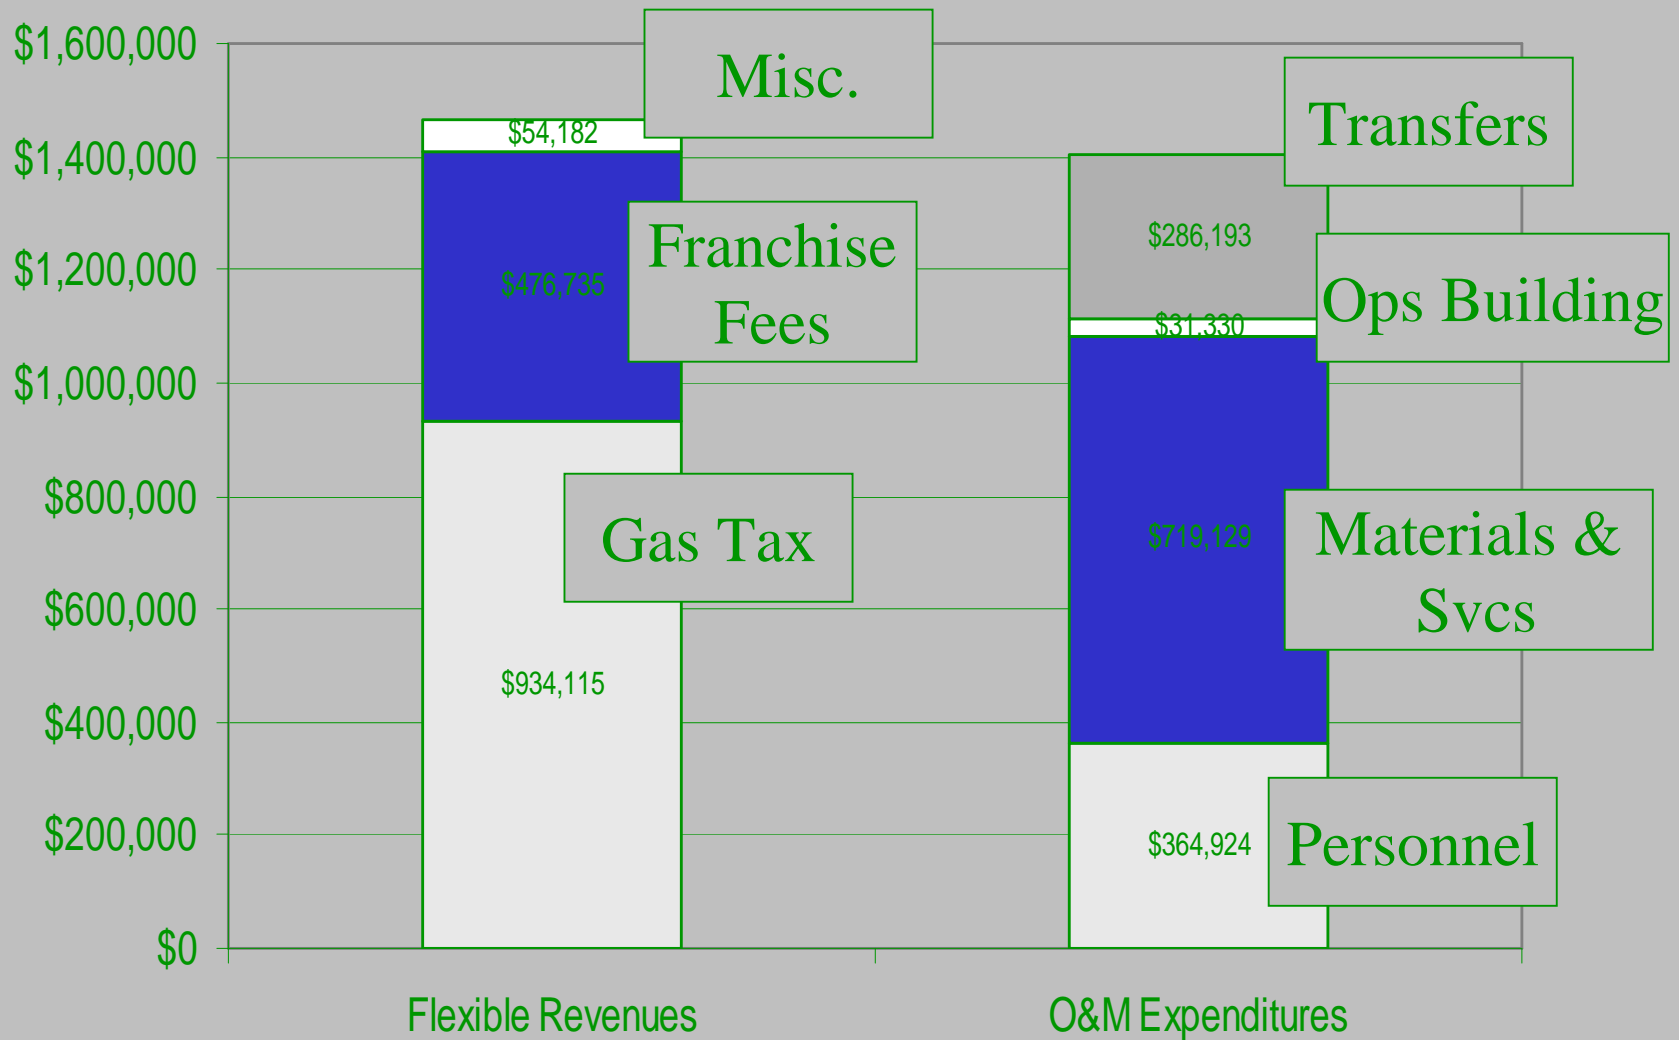 $1,600,000
$1,400,000
$1,200,000
$1,000,000
$800,000
$600,000
$400,000
$200,000
$0
Misc.
$54,182
Franchise
Fees
$476,735
Gas Tax
$934,115
Transfers
$286,193
Ops Building
$31,330
Materials &
Svcs
$719,129
Personnel
$364,924
Flexible Revenues
O&M Expenditures